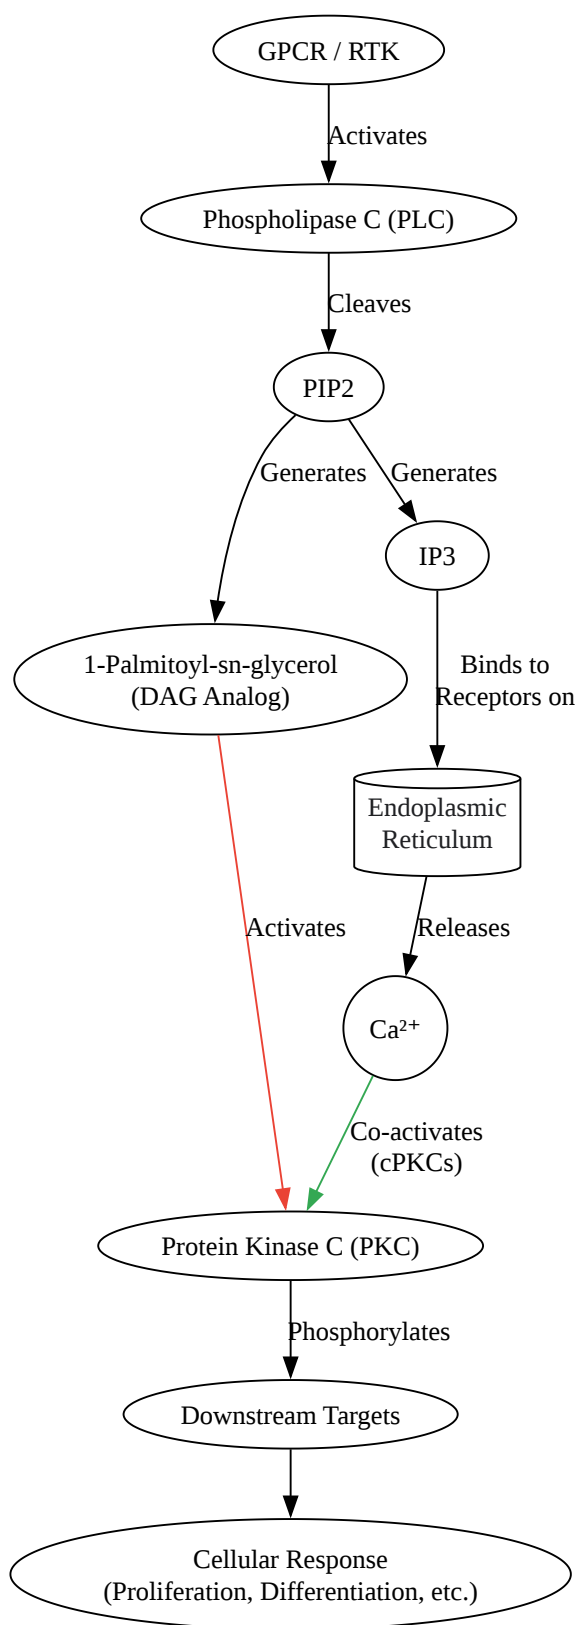 GPCR / RTK
Activates
Phospholipase C (PLC)
Cleaves
PIP2
Generates
Generates
IP3
1-Palmitoyl-sn-glycerol
(DAG Analog)
Binds to
Receptors on
Endoplasmic
Reticulum
Activates
Releases
Ca²⁺
Co-activates
(cPKCs)
Protein Kinase C (PKC)
Phosphorylates
Downstream Targets
Cellular Response
(Proliferation, Differentiation, etc.)